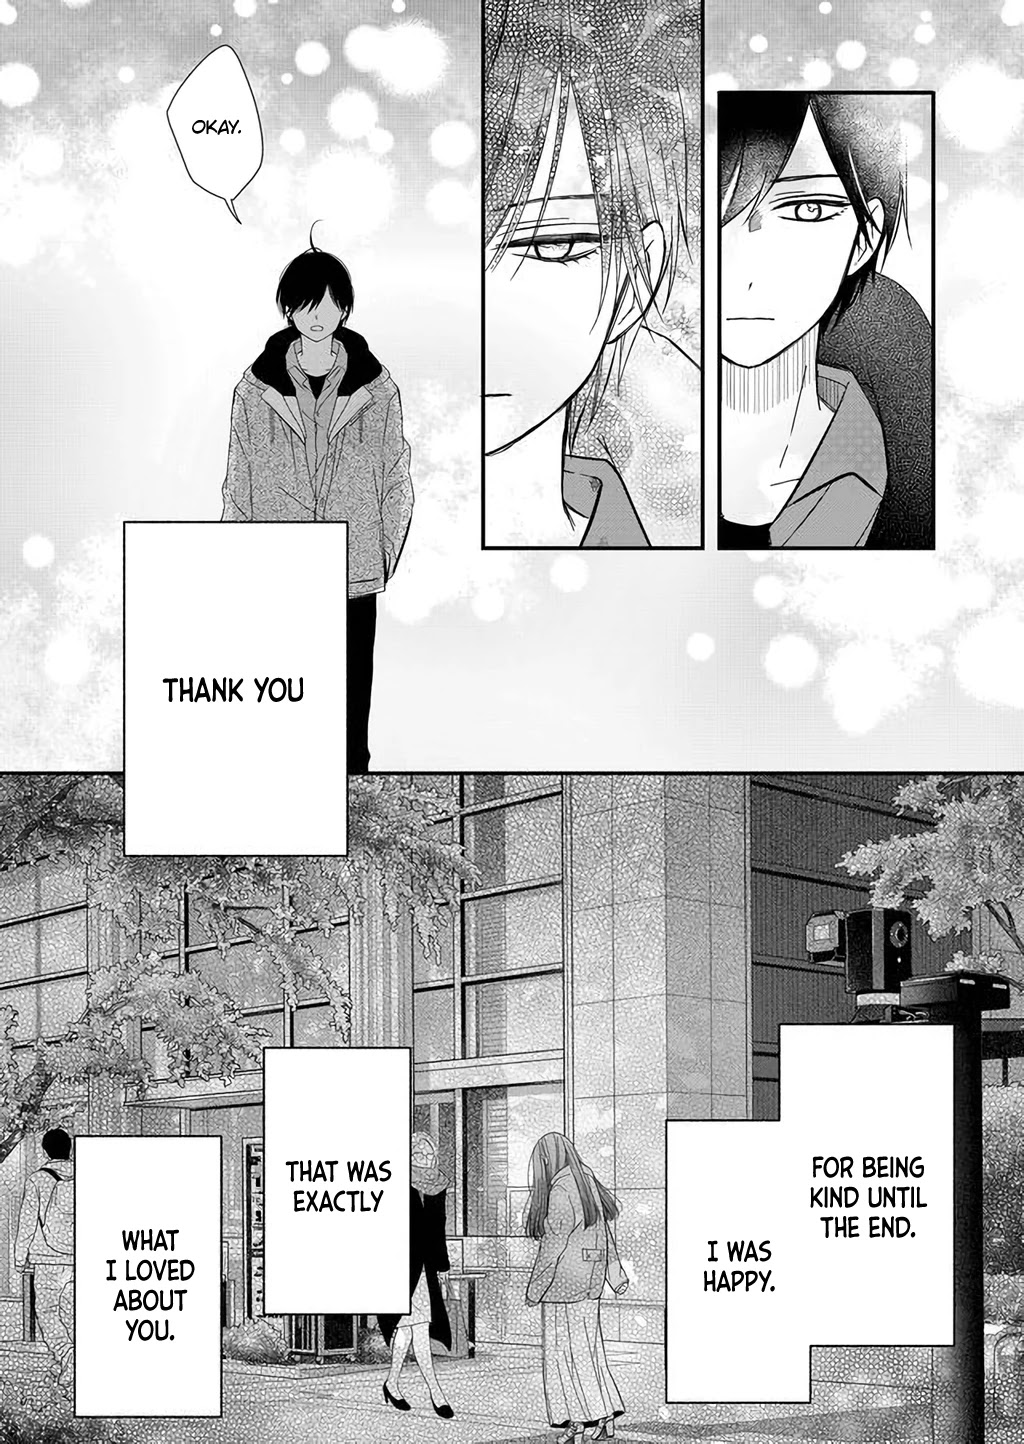 OKAY.
THANK YOU
FOR BEING
KIND UNTIL
THE END.
I WAS
HAPPY.
THAT WAS
EXACTLY
WHAT
I LOVED
ABOUT
YOU.